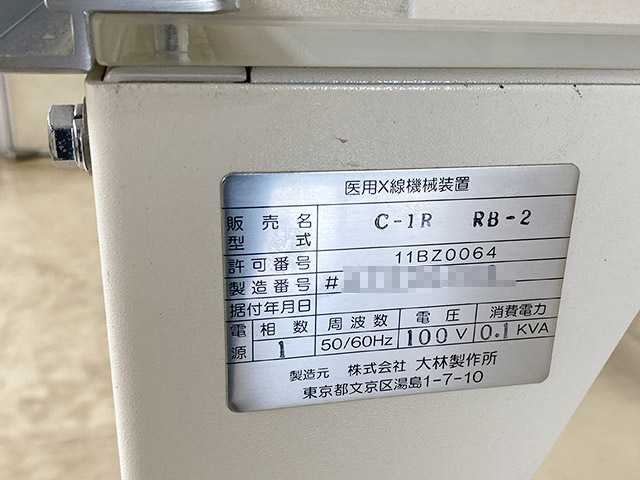 医用X線機械装置
販売名
型式 C-1R RB-2
許可番号 11BZ0064
製造番号 #
据付年月日
電源 相数 周波数 電圧 消費電力
1 50/60Hz 100 V 0.1 KVA
製造元 株式会社 大林製作所
東京都文京区湯島1-7-10